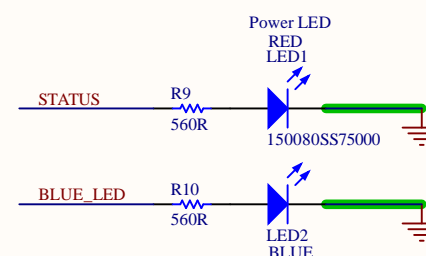 Power LED
RED
LED1
STATUS
R9
560R
150080SS75000
BLUE_LED
R10
560R
LED2
BLUE